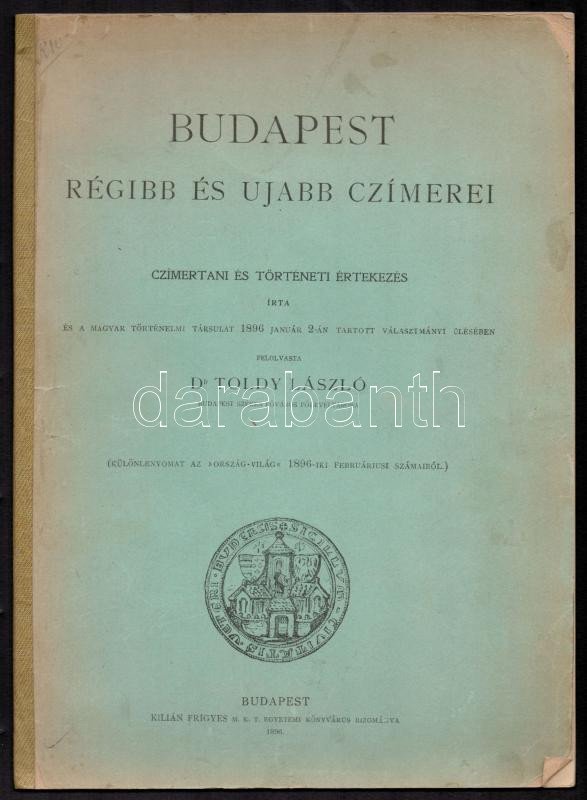 BUDAPEST
RÉGIBB ÉS UJABB CZÍMEREI
CZÍMERTANI ÉS TÖRTÉNETI ÉRTEKEZÉS
ÍRTA
ÉS A MAGYAR TÖRTÉNELMI TÁRSULAT 1896 JANUÁR 2-ÁN TARTOTT VÁLASZTMÁNYI ÜLÉSÉBEN
FELOLVASTA
Dr TOLDY LÁSZLÓ
darabanth
BUDAPEST
(KÜLÖNLENYOMAT AZ »ORSZÁG-VILÁG« 1896-IKI FEBRUÁRIUSI SZÁMAIBÓL.)
BUDAPEST
KILIÁN FRIGYES M. K. T. EGYETEMI KÖNYVÁRUS BIZOMÁNYA
1896.